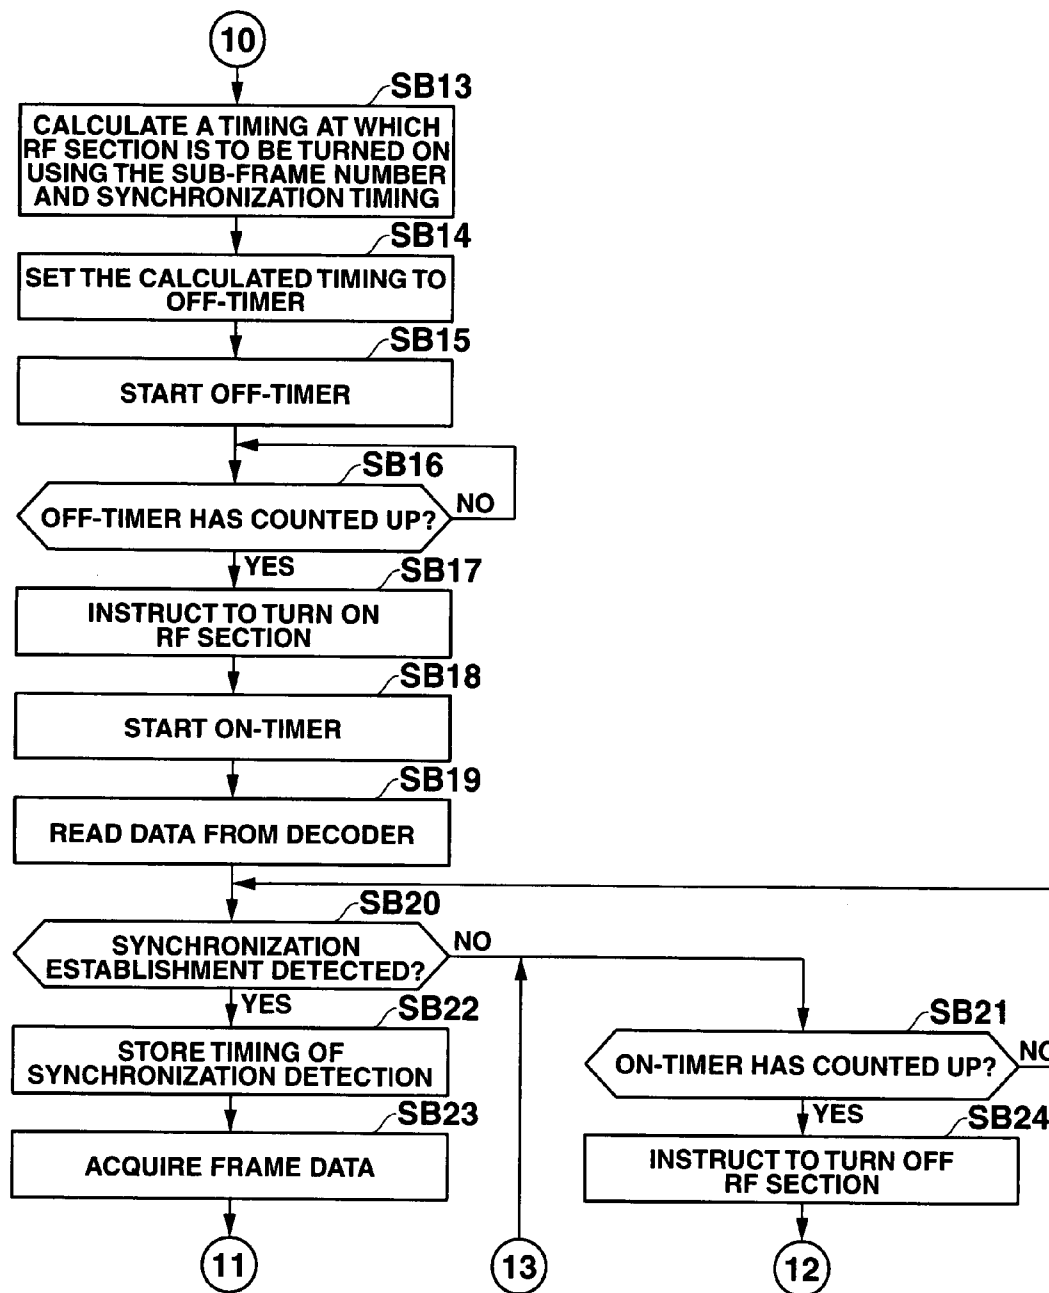 10
SB13
CALCULATE A TIMING AT WHICH
RF SECTION IS TO BE TURNED ON
USING THE SUB-FRAME NUMBER
AND SYNCHRONIZATION TIMING
SB14
SET THE CALCULATED TIMING TO
OFF-TIMER
SB15
START OFF-TIMER
SB16
OFF-TIMER HAS COUNTED UP?
NO
YES
SB17
INSTRUCT TO TURN ON
RF SECTION
SB18
START ON-TIMER
SB19
READ DATA FROM DECODER
SB20
SYNCHRONIZATION
ESTABLISHMENT DETECTED?
NO
YES
SB22
STORE TIMING OF
SYNCHRONIZATION DETECTION
SB21
ON-TIMER HAS COUNTED UP?
NO
YES
SB23
ACQUIRE FRAME DATA
SB24
INSTRUCT TO TURN OFF
RF SECTION
11
13
12